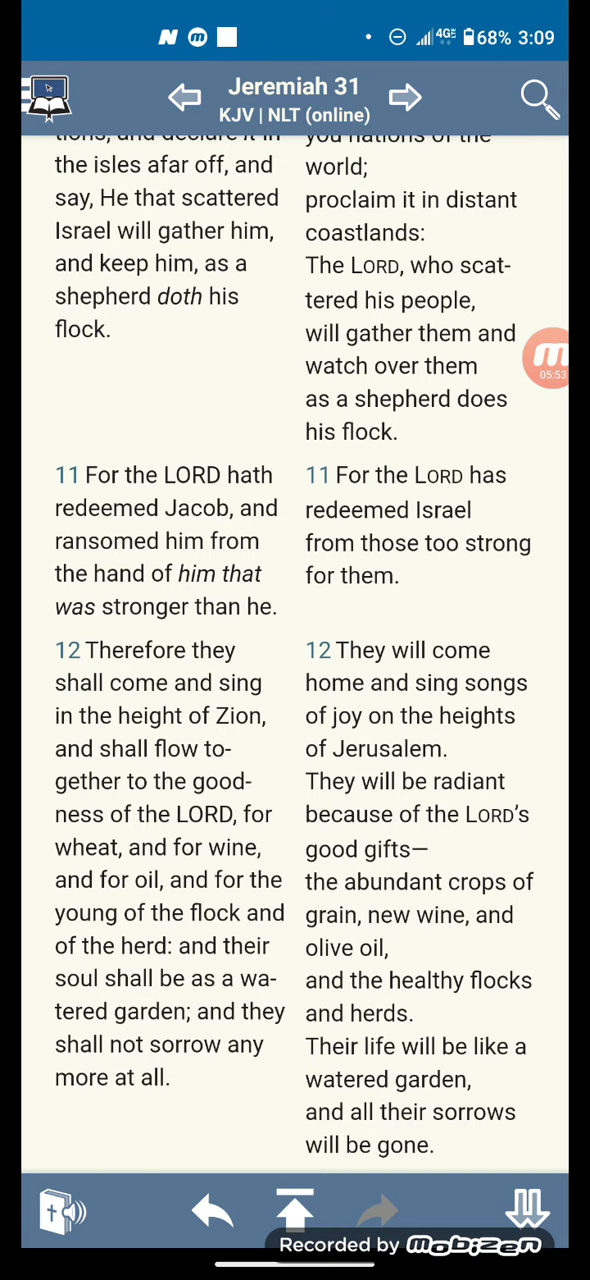 4GE 68% 3:09
Jeremiah 31
KJV | NLT (online)
tions, and declare it in
the isles afar off, and
say, He that scattered
Israel will gather him,
and keep him, as a
shepherd doth his
flock.
you nations of the
world;
proclaim it in distant
coastlands:
The LORD, who scat-
tered his people,
will gather them and
watch over them
as a shepherd does
his flock.
05:53
11 For the LORD hath
redeemed Jacob, and
ransomed him from
the hand of him that
was stronger than he.
11 For the LORD has
redeemed Israel
from those too strong
for them.
12 Therefore they
shall come and sing
in the height of Zion,
and shall flow to-
gether to the good-
ness of the LORD, for
wheat, and for wine,
and for oil, and for the
young of the flock and
of the herd: and their
soul shall be as a wa-
tered garden; and they
shall not sorrow any
more at all.
12 They will come
home and sing songs
of joy on the heights
of Jerusalem.
They will be radiant
because of the LORD’s
good gifts—
the abundant crops of
grain, new wine, and
olive oil,
and the healthy flocks
and herds.
Their life will be like a
watered garden,
and all their sorrows
will be gone.
Recorded by mobizen